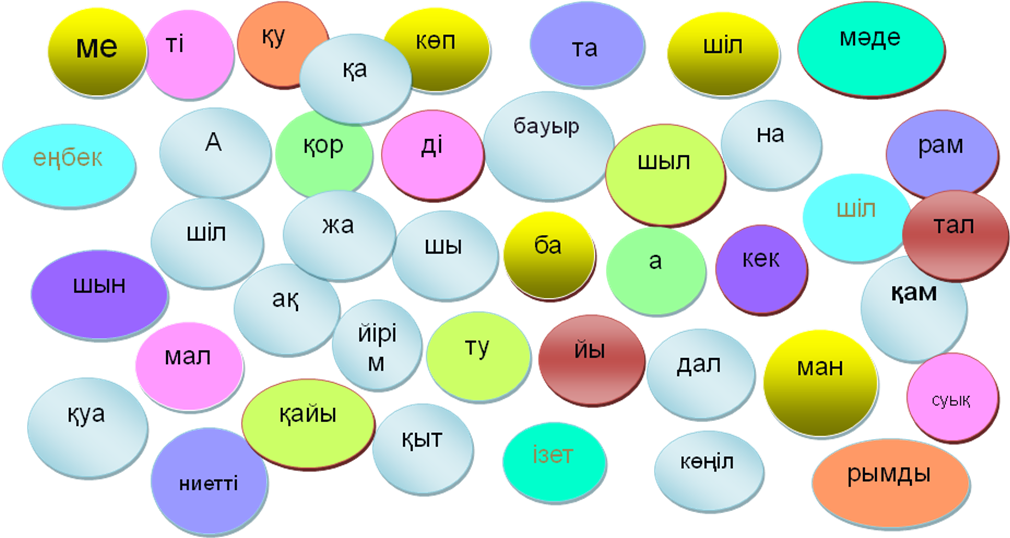 ме
ті
қу
қа
көп
та
шіл
мәде
еңбек
А
қор
ді
бауыр
шыл
на
рам
шіл
жа
шы
ба
а
кек
шіл
тал
шын
ақ
йірі
м
ту
йы
дал
қам
мал
қуа
қайы
қыт
ман
суық
ниетті
ізет
көңіл
рымды